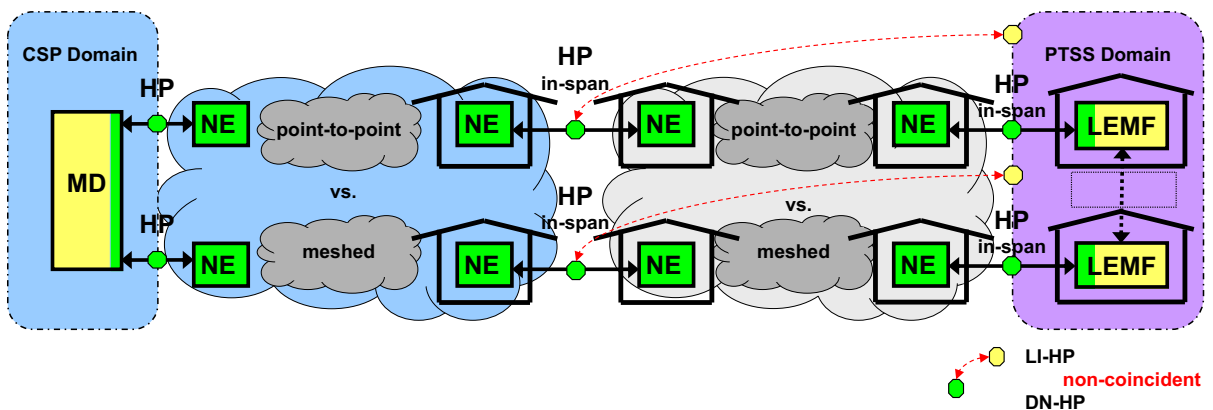 CSP Domain
PTSS Domain
HP
HP
in-span
HP
in-span
NE
point-to-point
NE
NE
point-to-point
NE
LEMF
MD
vs.
vs.
HP
HP
in-span
HP
in-span
NE
meshed
NE
NE
meshed
NE
LEMF
LI-HP
non-coincident
DN-HP